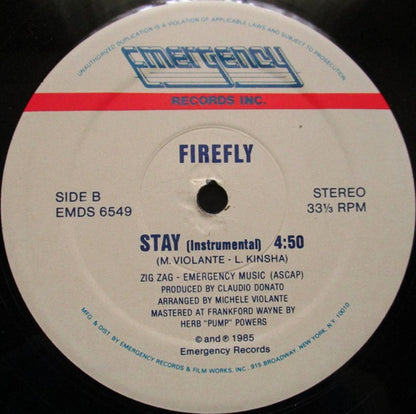 UNAUTHORIZED DUPLICATION IS A VIOLATION OF APPLICABLE LAWS AND SUBJECT TO CRIMINAL PROSECUTION.
EMERGENCY
RECORDS INC.
FIREFLY
SIDE B
EMDS 6549
STEREO
33⅓ RPM
STAY (Instrumental) 4:50
(M. VIOLANTE - L. KINSHA)
ZIG ZAG - EMERGENCY MUSIC (ASCAP)
PRODUCED BY CLAUDIO DONATO
ARRANGED BY MICHELE VIOLANTE
MASTERED AT FRANKFORD WAYNE BY
HERB "PUMP" POWERS
© and ℗ 1985
Emergency Records
MFG. & DIST. BY EMERGENCY RECORDS & FILM WORKS, INC. 915 BROADWAY, NEW YORK, N.Y. 10010